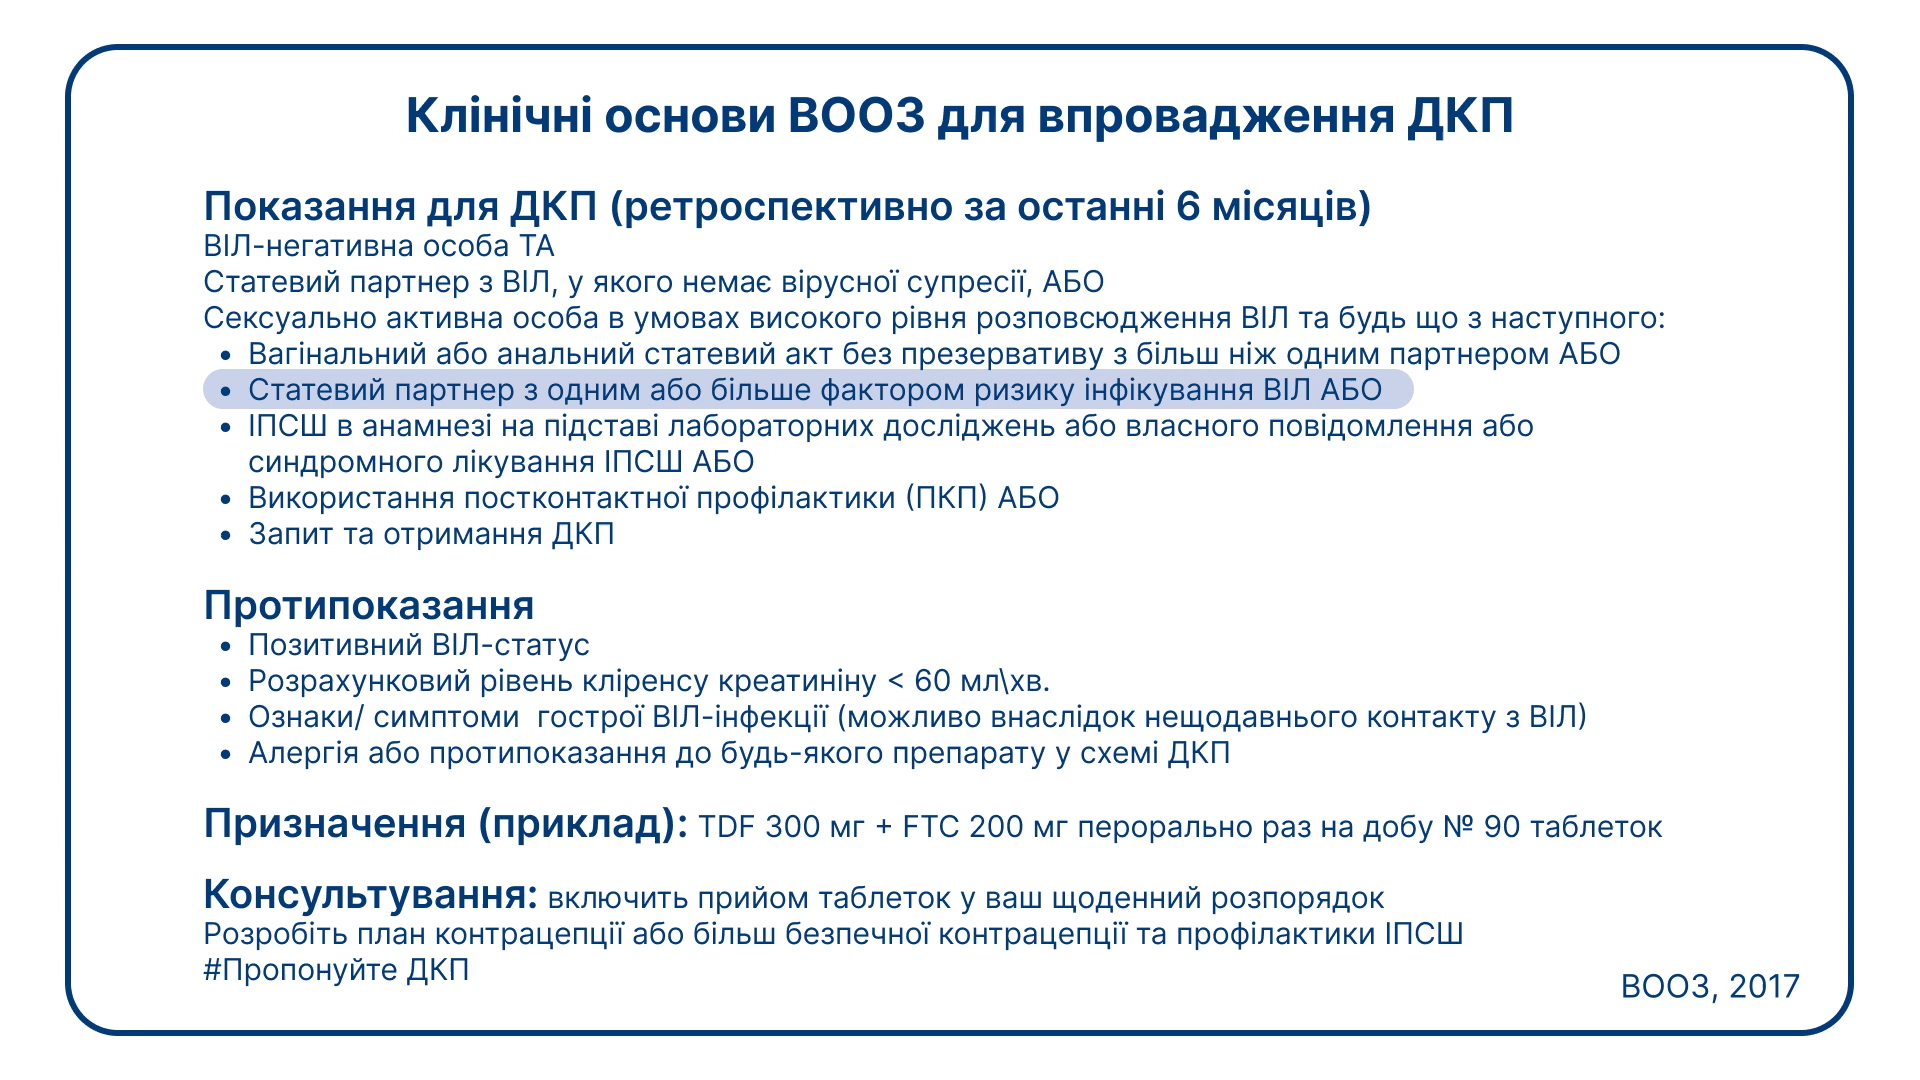 Клінічні основи ВООЗ для впровадження ДКП
Показання для ДКП (ретроспективно за останні 6 місяців)
ВІЛ-негативна особа ТА
Статевий партнер з ВІЛ, у якого немає вірусної супресії, АБО
Сексуально активна особа в умовах високого рівня розповсюдження ВІЛ та будь що з наступного:
• Вагінальний або анальний статевий акт без презервативу з більш ніж одним партнером АБО
• Статевий партнер з одним або більше фактором ризику інфікування ВІЛ АБО
• ІПСШ в анамнезі на підставі лабораторних досліджень або власного повідомлення або
синдромного лікування ІПСШ АБО
• Використання постконтактної профілактики (ПКП) АБО
• Запит та отримання ДКП
Протипоказання
• Позитивний ВІЛ-статус
• Розрахунковий рівень кліренсу креатиніну < 60 мл\хв.
• Ознаки/ симптоми  гострої ВІЛ-інфекції (можливо внаслідок нещодавнього контакту з ВІЛ)
• Алергія або протипоказання до будь-якого препарату у схемі ДКП
Призначення (приклад): TDF 300 мг + FTC 200 мг перорально раз на добу № 90 таблеток
Консультування: включить прийом таблеток у ваш щоденний розпорядок
Розробіть план контрацепції або більш безпечної контрацепції та профілактики ІПСШ
#Пропонуйте ДКП
ВООЗ, 2017